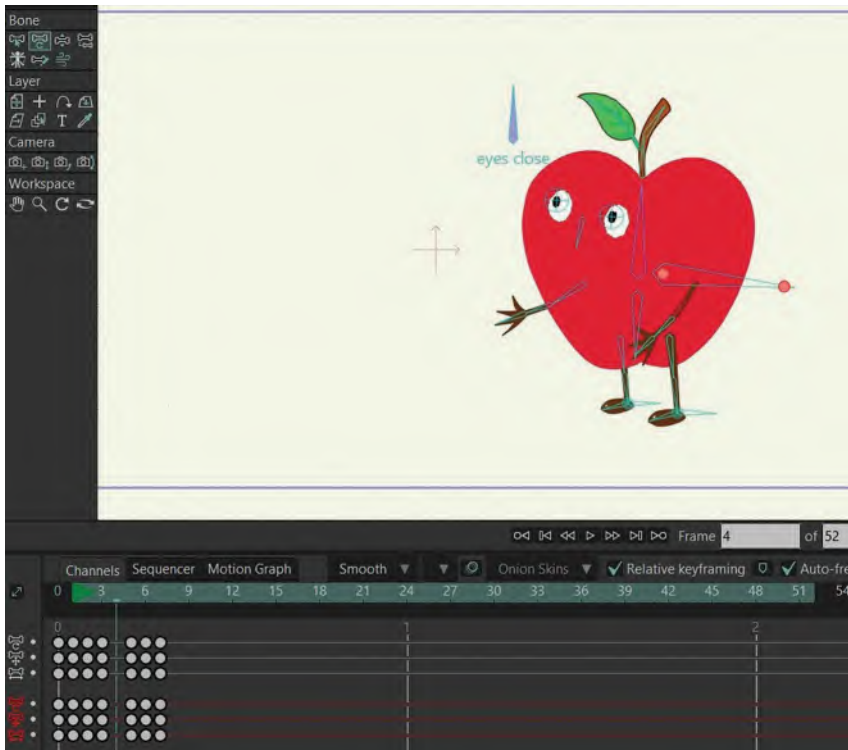 Bone
Layer
T
Camera
Workspace
eyes close
Frame 4 of 52
Channels Sequencer Motion Graph Smooth Onion Skins Relative keyframing Auto-fre
0 3 6 9 12 15 18 21 24 27 30 33 36 39 42 45 48 51 54
0 1 2